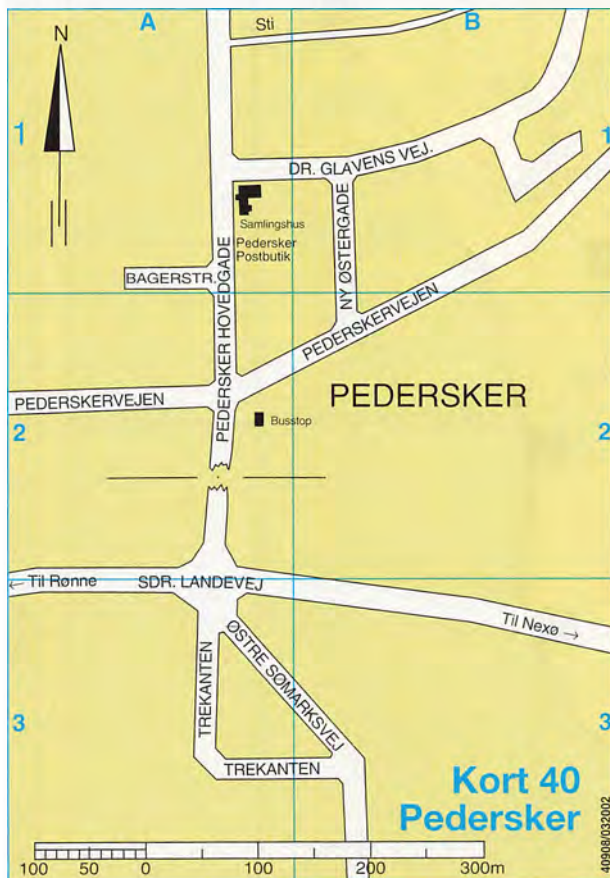 A
Sti
B
N
1
1
DR. GLAVENS VEJ.
Samlingshus
Pedersker
Postbutik
BAGERSTR.
PEDERSKER HOVEDGADE
NY ØSTERGADE
PEDERSKERVEJEN
PEDERSKERVEJEN
PEDERSKER
Busstop
2
2
← Til Rønne
SDR. LANDEVEJ
Til Nexø →
ØSTRE SØMARKSVEJ
TREKANTEN
3
3
TREKANTEN
Kort 40
Pedersker
40908/032002
100 50 0 100 200 300m